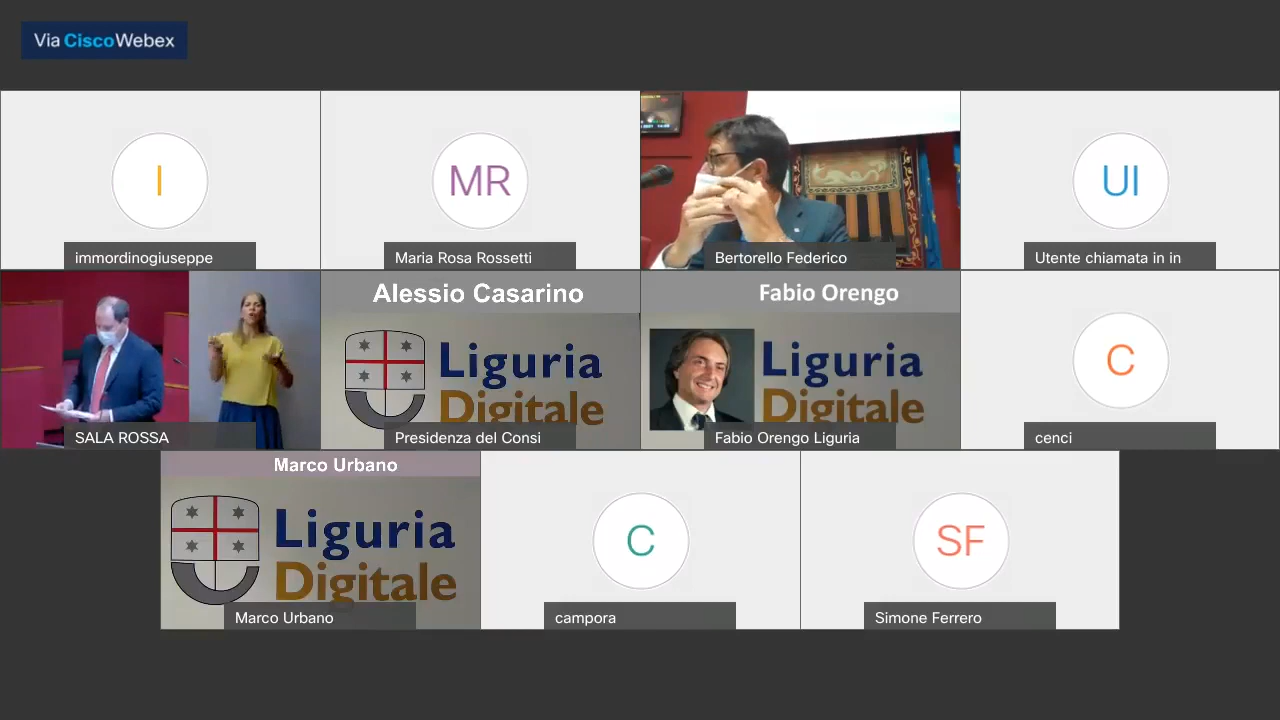 Via Cisco Webex
I
MR
UI
immordinogiuseppe
Maria Rosa Rossetti
Bertorello Federico
Utente chiamata in in
Alessio Casarino
Fabio Orengo
Liguria
Digitale
Liguria
Digitale
C
SALA ROSSA
Presidenza del Consi
Fabio Orengo Liguria
cenci
Marco Urbano
Liguria
Digitale
C
SF
Marco Urbano
campora
Simone Ferrero